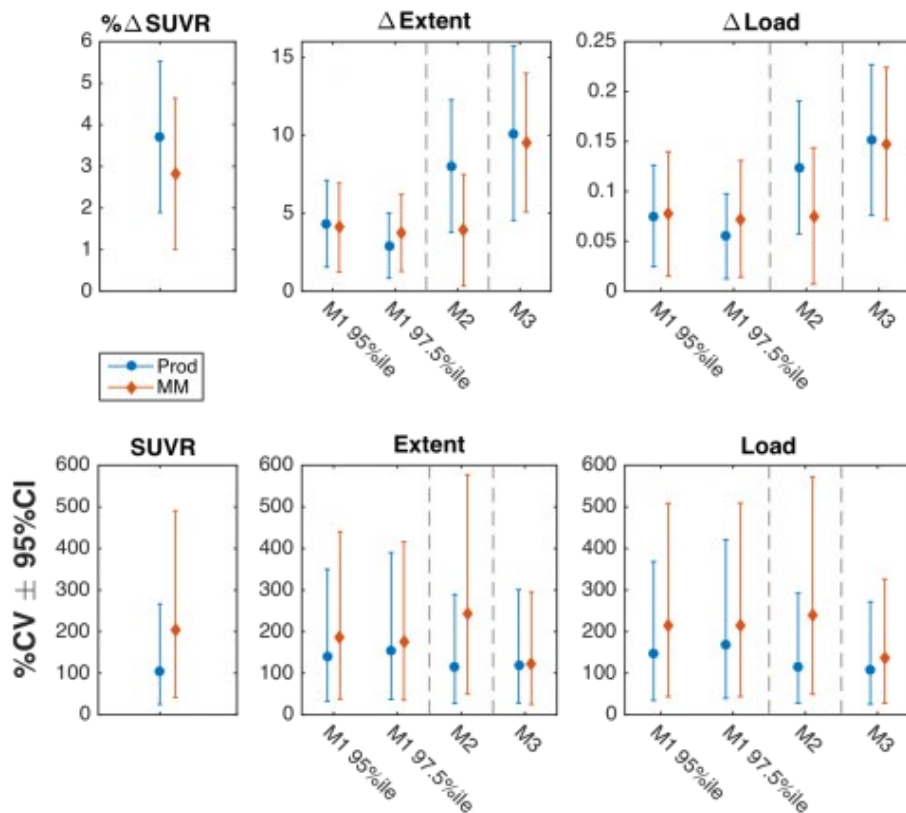 %Δ SUVR
Δ Extent
Δ Load
6
5
4
3
2
1
0
15
10
5
0
0.25
0.2
0.15
0.1
0.05
0
M1 95%ile
M1 97.5%ile
M2
M3
M1 95%ile
M1 97.5%ile
M2
M3
Prod
MM
SUVR
Extent
Load
%CV ± 95%CI
600
500
400
300
200
100
0
600
500
400
300
200
100
0
600
500
400
300
200
100
0
M1 95%ile
M1 97.5%ile
M2
M3
M1 95%ile
M1 97.5%ile
M2
M3